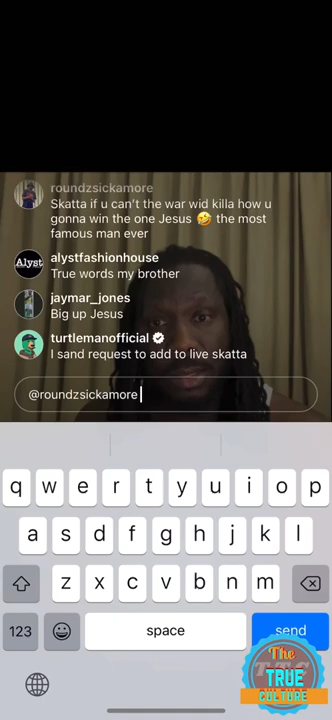 roundzsickamore
Skatta if u can't the war wid killa how u
gonna win the one Jesus 🤣 the most
famous man ever
Alyst
alystfashionhouse
True words my brother
jaymar_jones
Big up Jesus
turtlemanofficial
I sand request to add to live skatta
@roundzsickamore
q w e r t y u i o p
a s d f g h j k l
z x c v b n m
123 space send
The
TRUE
CULTURE